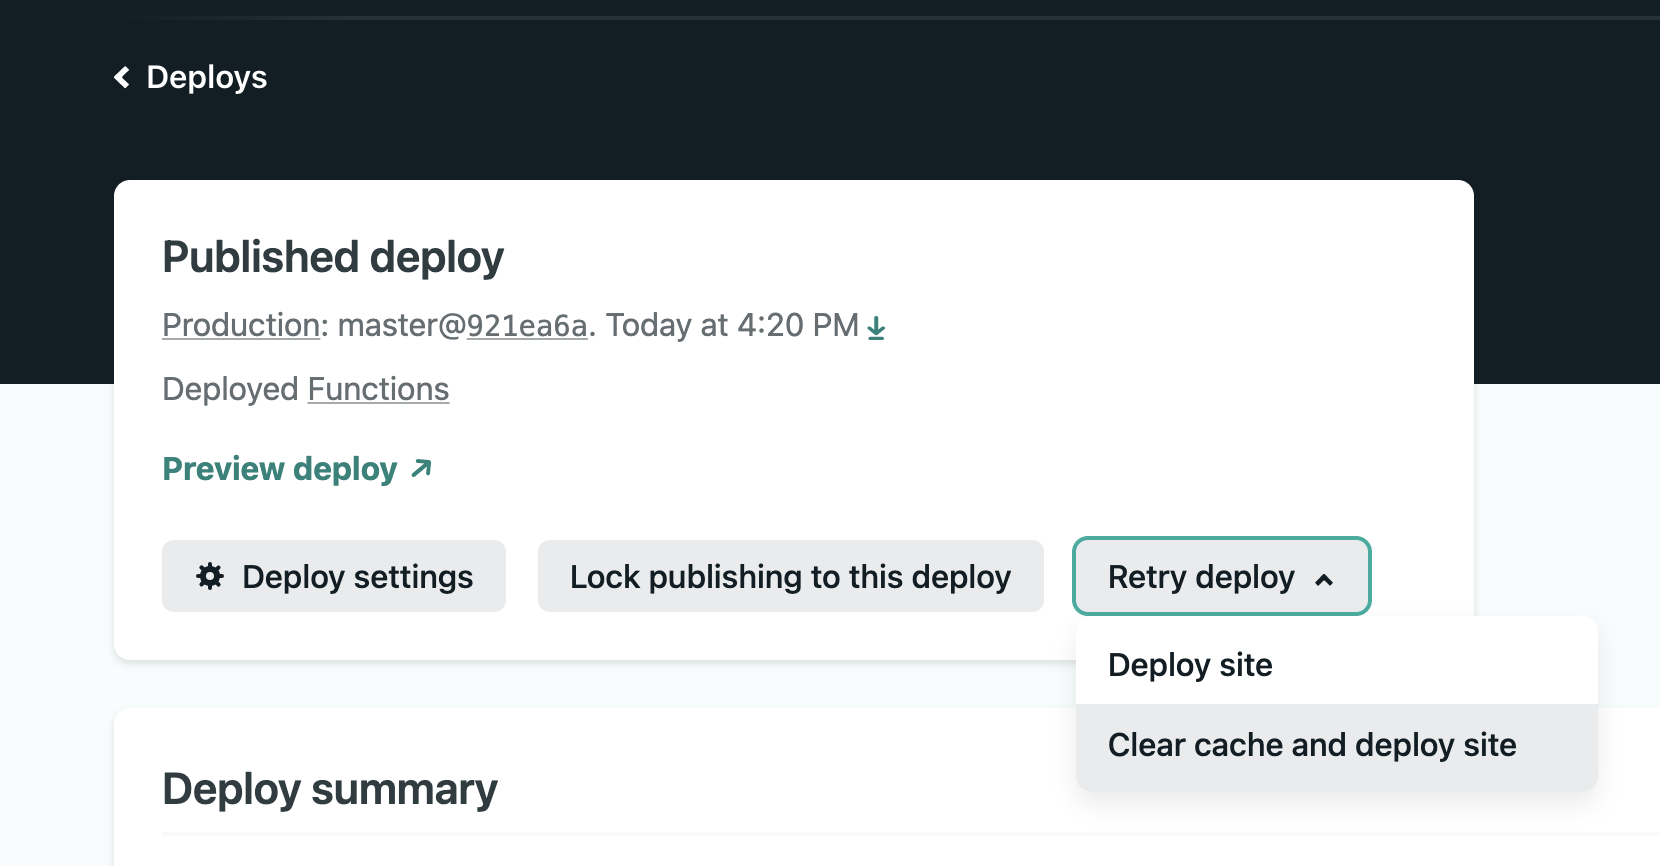 Deploys
Published deploy
Production: master@921ea6a. Today at 4:20 PM
Deployed Functions
Preview deploy
Deploy settings
Lock publishing to this deploy
Retry deploy
Deploy site
Clear cache and deploy site
Deploy summary